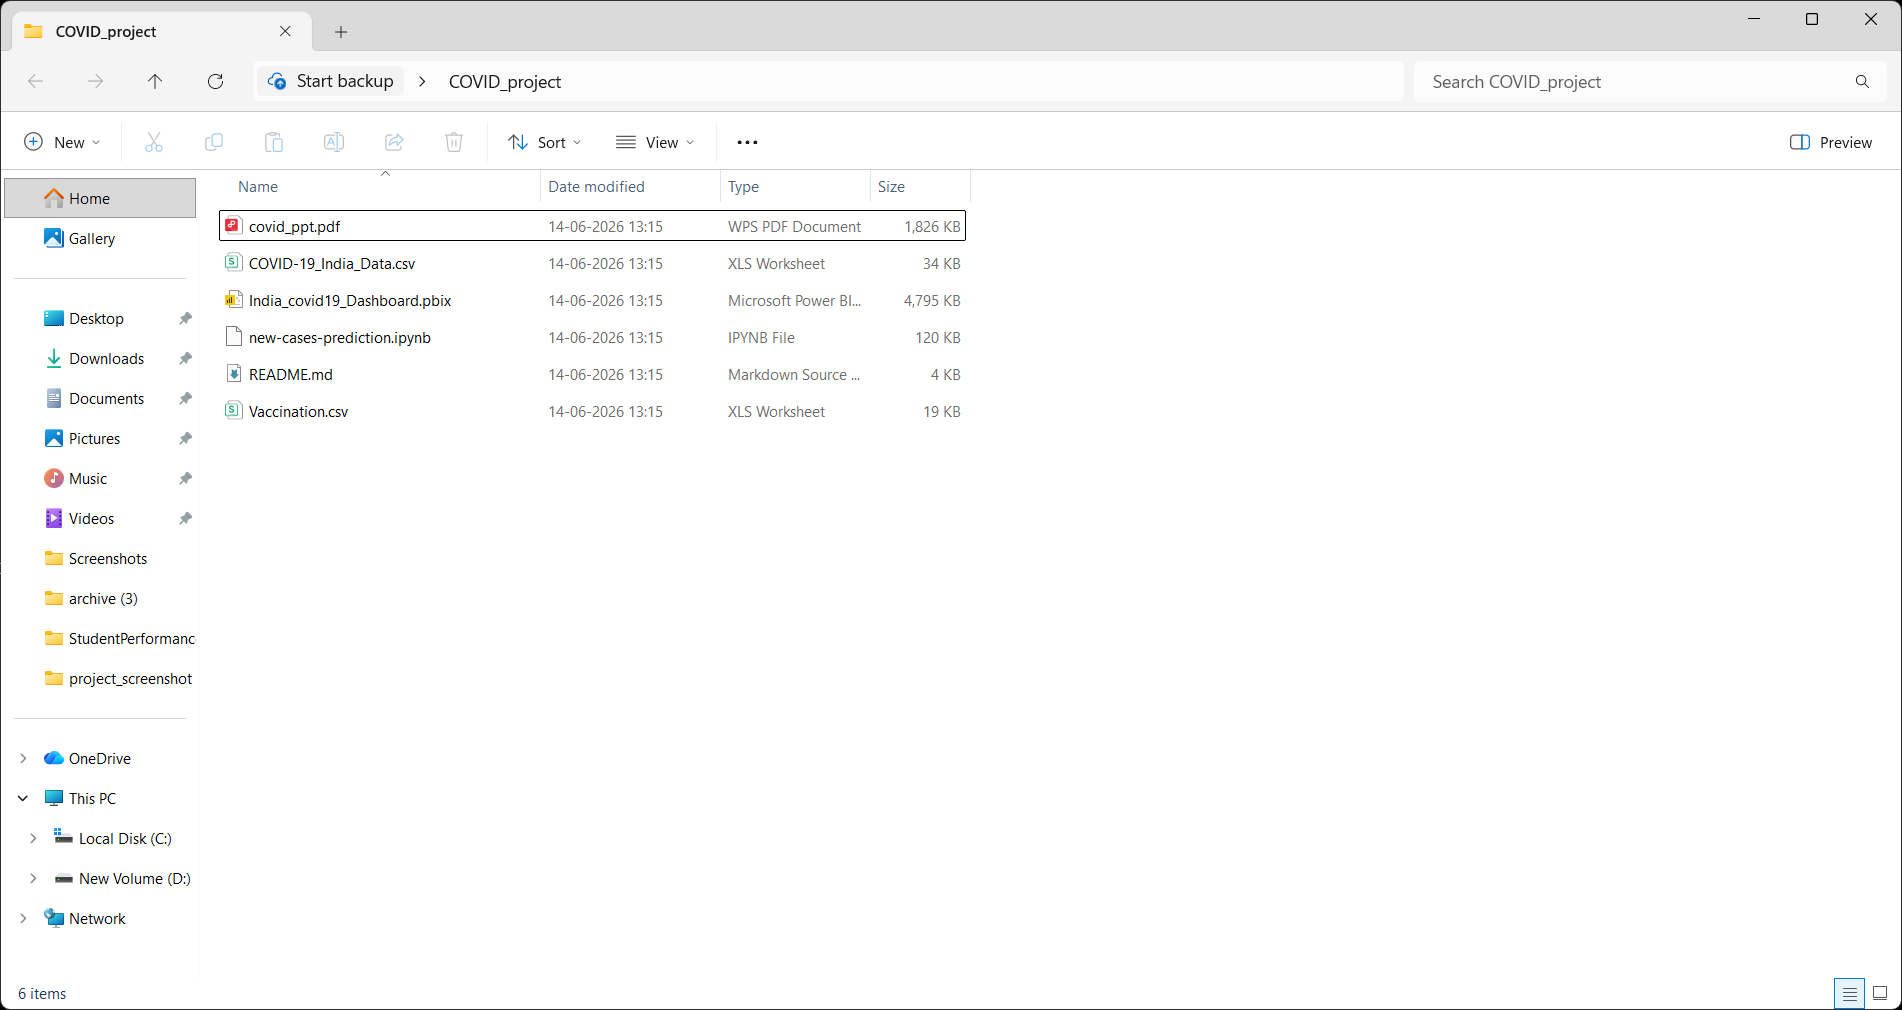 COVID_project
Start backup > COVID_project
Search COVID_project
New
Sort
View
Preview
Home
Gallery
Desktop
Downloads
Documents
Pictures
Music
Videos
Screenshots
archive (3)
StudentPerformanc
project_screenshot
OneDrive
This PC
Local Disk (C:)
New Volume (D:)
Network
Name Date modified Type Size
covid_ppt.pdf 14-06-2026 13:15 WPS PDF Document 1,826 KB
COVID-19_India_Data.csv 14-06-2026 13:15 XLS Worksheet 34 KB
India_covid19_Dashboard.pbix 14-06-2026 13:15 Microsoft Power BI... 4,795 KB
new-cases-prediction.ipynb 14-06-2026 13:15 IPYNB File 120 KB
README.md 14-06-2026 13:15 Markdown Source ... 4 KB
Vaccination.csv 14-06-2026 13:15 XLS Worksheet 19 KB
6 items